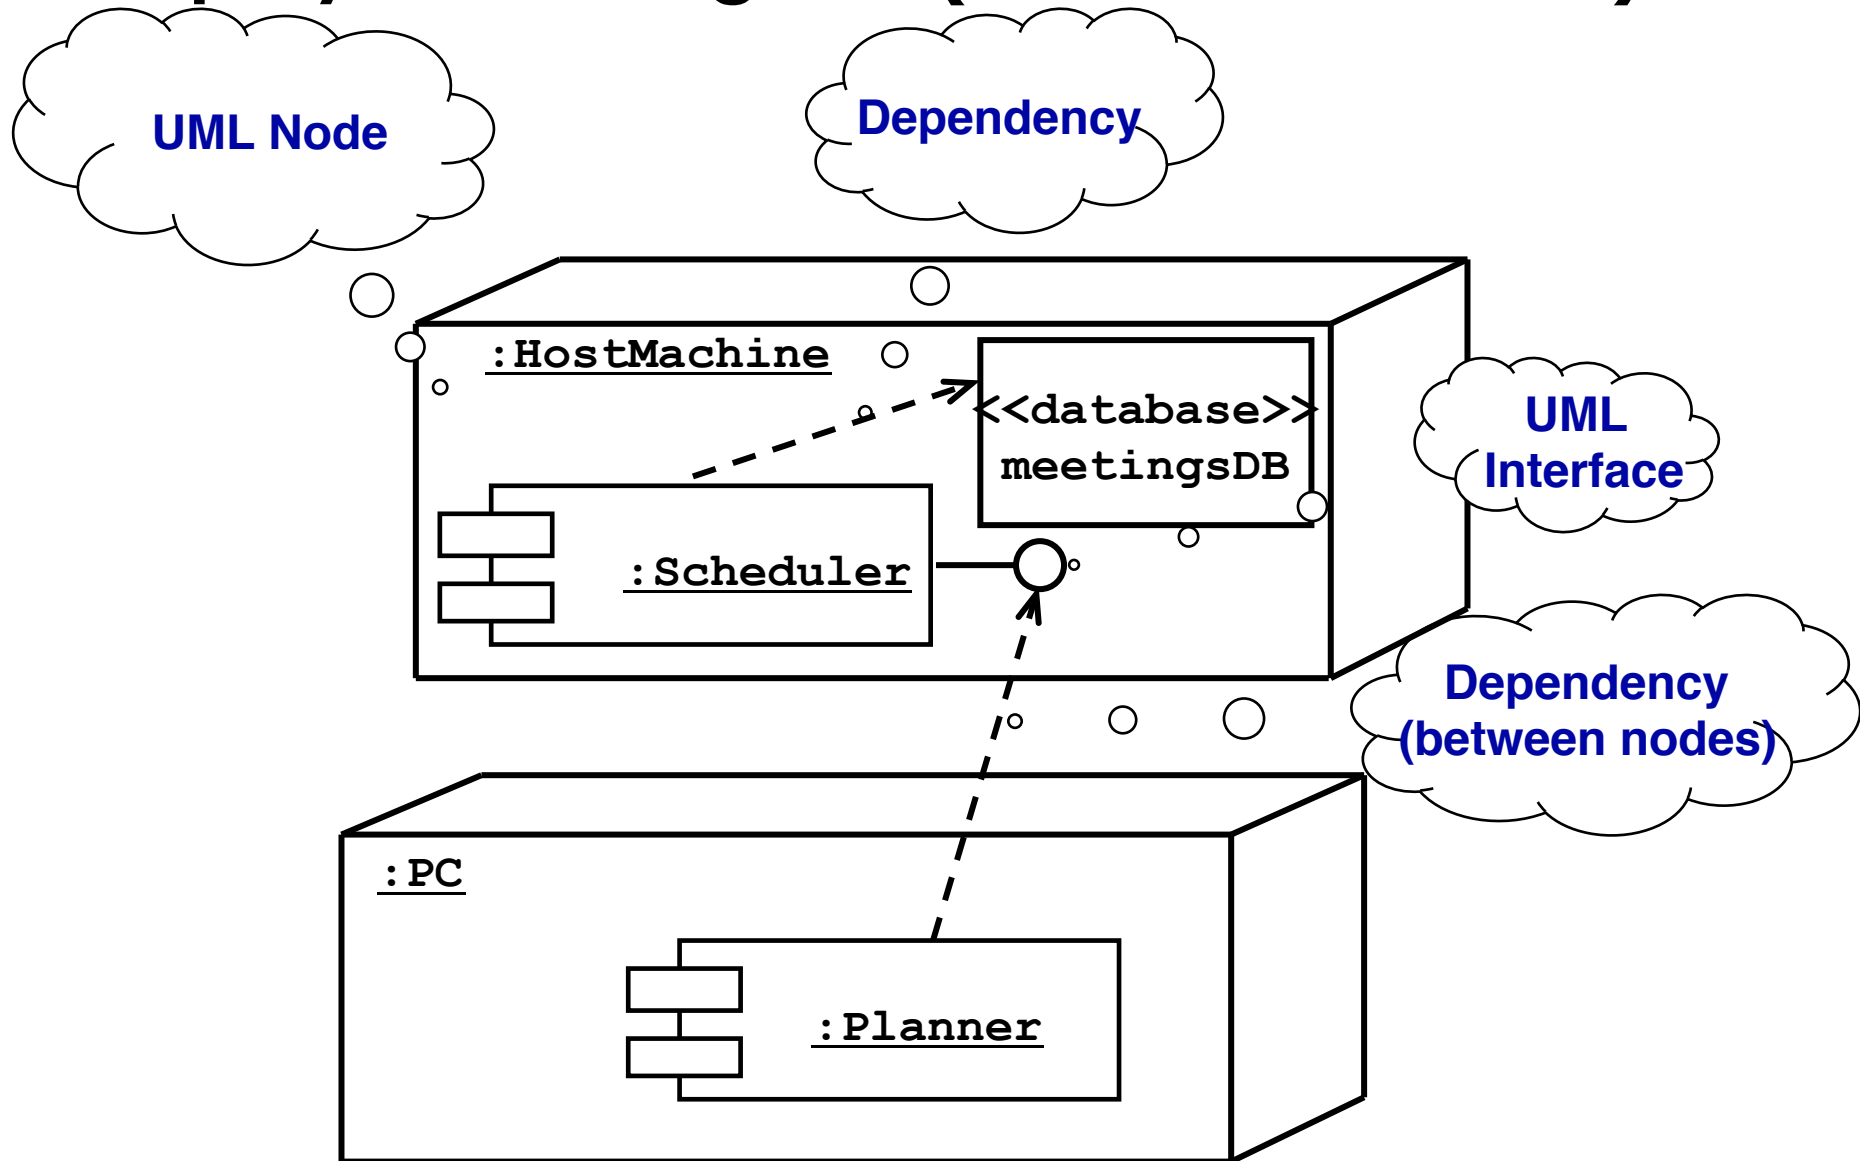 UML Node
Dependency
:HostMachine
<<database>>
meetingsDB
UML
Interface
:Scheduler
Dependency
(between nodes)
:PC
:Planner